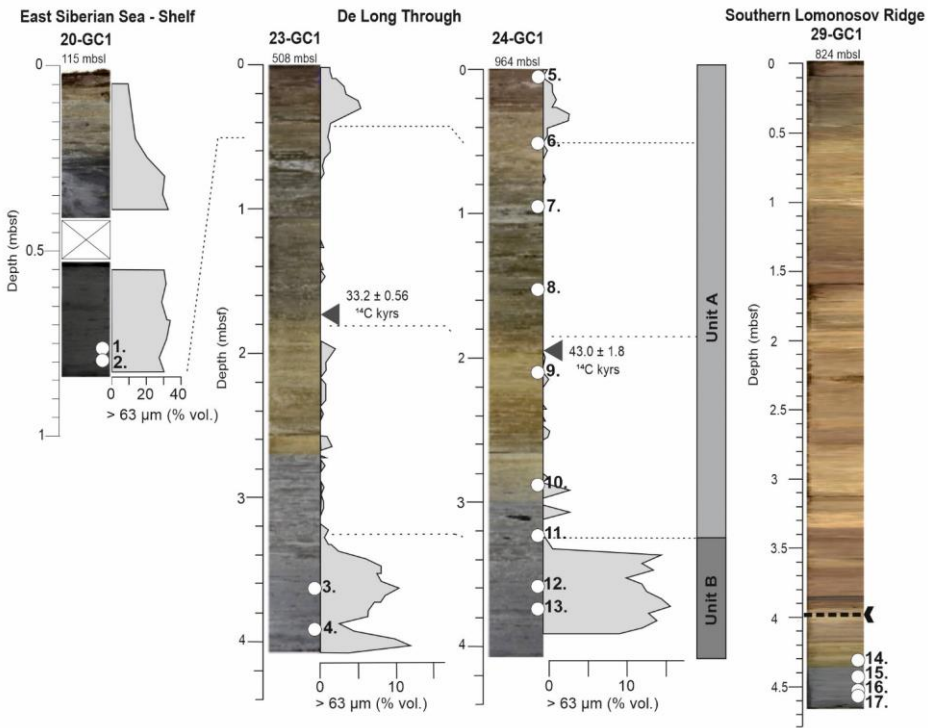 East Siberian Sea - Shelf
20-GC1
115 mbsl
0
0.5
1
Depth (mbsf)
1.
2.
0 20 40
> 63 µm (% vol.)
De Long Through
23-GC1
508 mbsl
0
1
2
3
4
Depth (mbsf)
33.2 ± 0.56
¹⁴C kyrs
3.
4.
0 10
> 63 µm (% vol.)
24-GC1
964 mbsl
0
1
2
3
4
5.
6.
7.
8.
43.0 ± 1.8
¹⁴C kyrs
9.
10.
11.
12.
13.
0 10
> 63 µm (% vol.)
Unit A
Unit B
Southern Lomonosov Ridge
29-GC1
824 mbsl
0
0.5
1
1.5
2
2.5
3
3.5
4
4.5
Depth (mbsf)
14.
15.
16.
17.